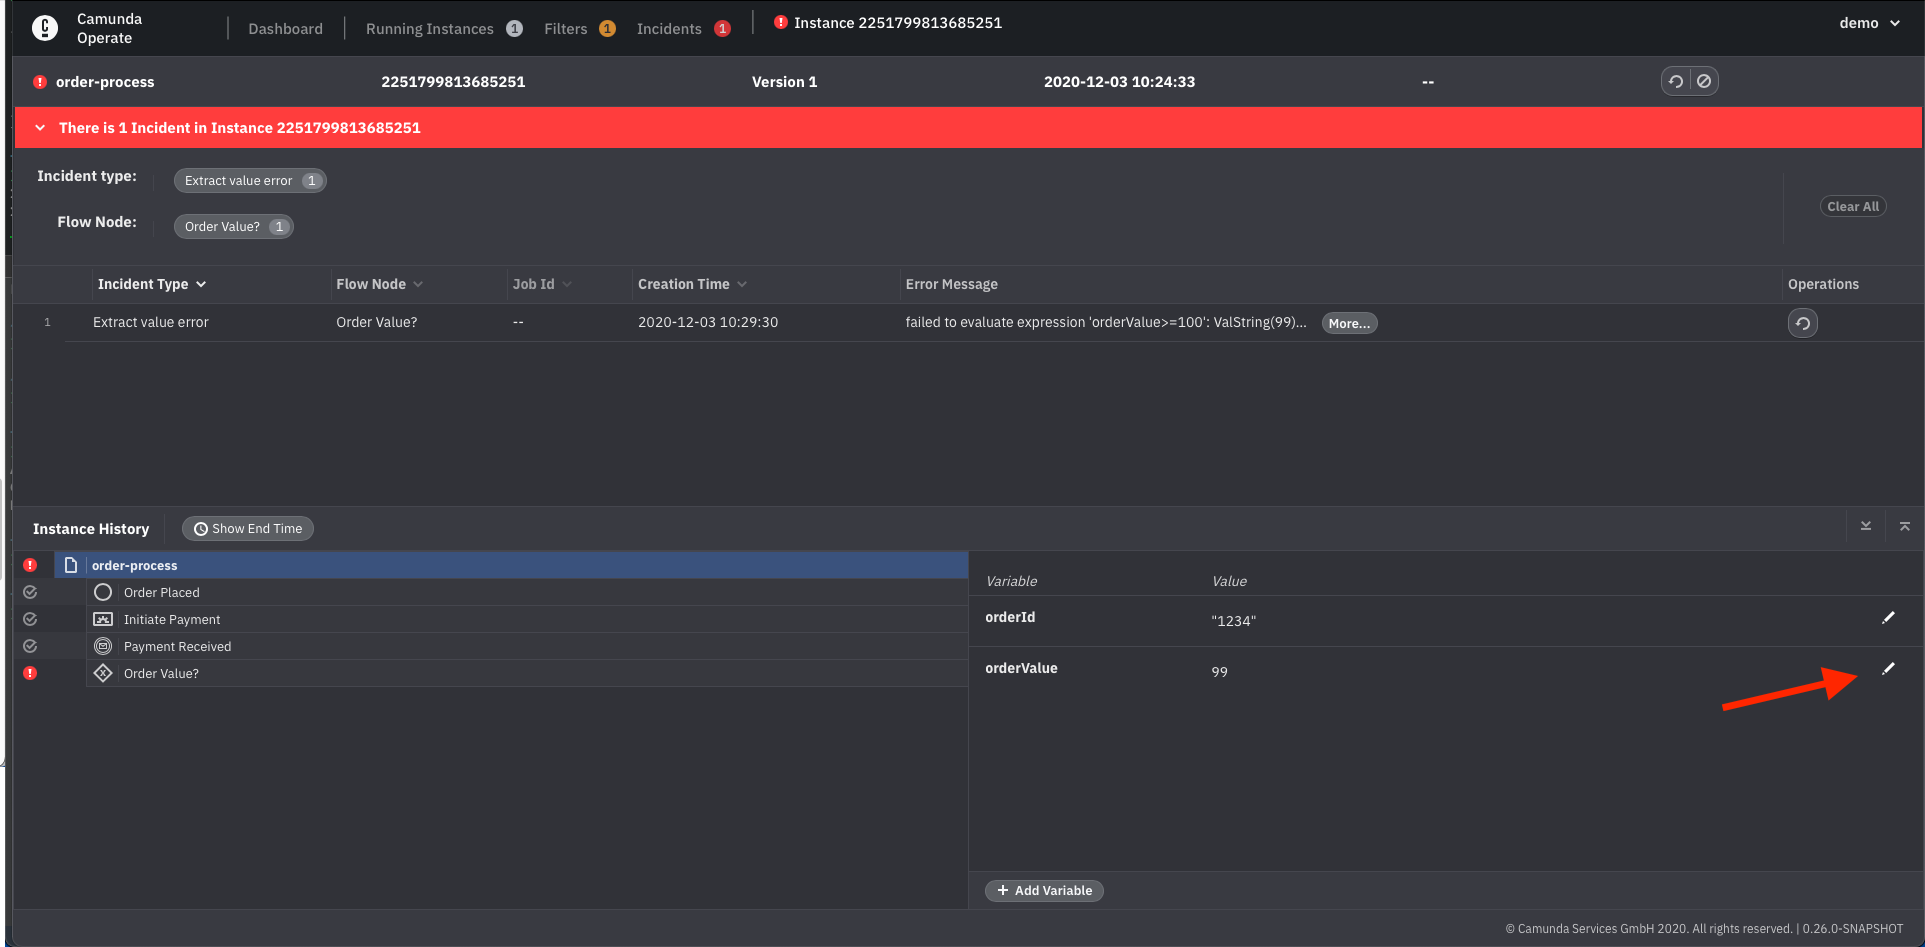 Camunda
Operate
Dashboard
Running Instances 1
Filters 1
Incidents 1
Instance 2251799813685251
demo
order-process 2251799813685251 Version 1 2020-12-03 10:24:33 --
There is 1 Incident in Instance 2251799813685251
Incident type: Extract value error 1
Flow Node: Order Value? 1
Clear All
Incident Type Flow Node Job Id Creation Time Error Message Operations
1 Extract value error Order Value? -- 2020-12-03 10:29:30 failed to evaluate expression 'orderValue>=100': ValString(99)... More...
Instance History Show End Time
order-process
Order Placed
Initiate Payment
Payment Received
Order Value?
Variable Value
orderId "1234"
orderValue 99
+ Add Variable
© Camunda Services GmbH 2020. All rights reserved. | 0.26.0-SNAPSHOT